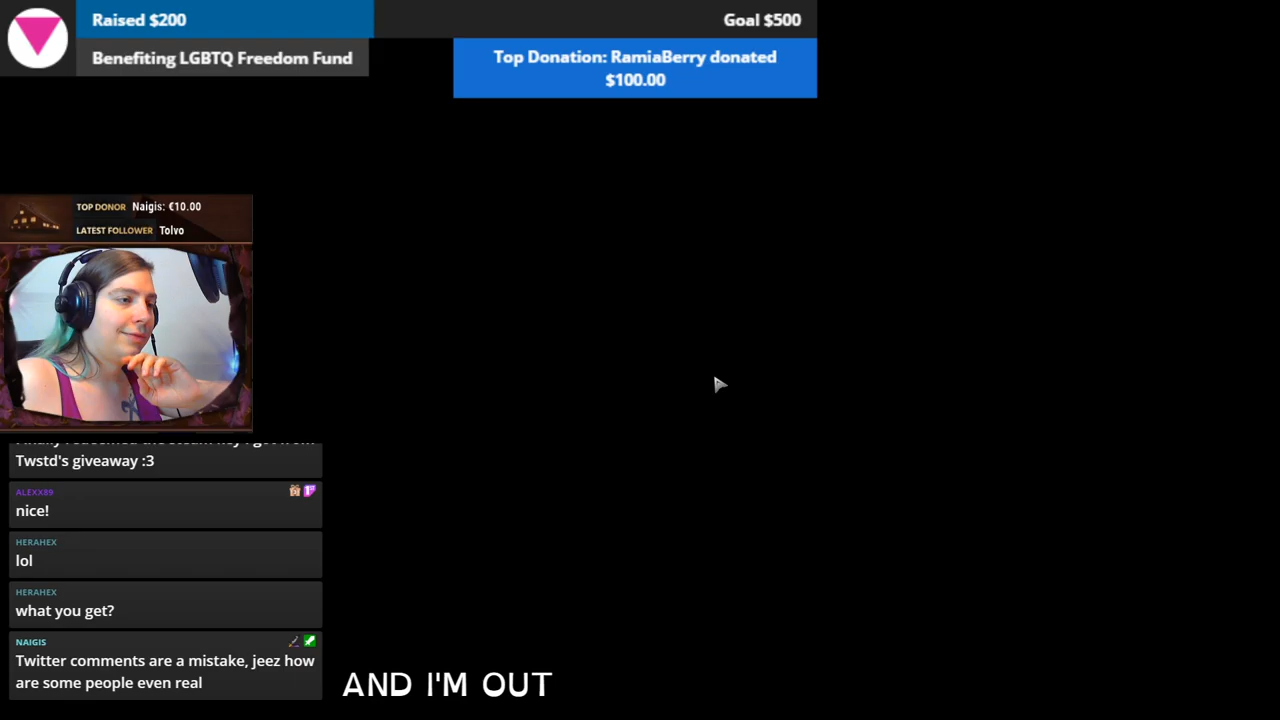 Raised $200
Goal $500
Benefiting LGBTQ Freedom Fund
Top Donation: RamiaBerry donated
$100.00
TOP DONOR Naigis: €10.00
LATEST FOLLOWER Tolvo
Twstd's giveaway :3
ALEXX89
nice!
HERAHEX
lol
HERAHEX
what you get?
NAIGIS
Twitter comments are a mistake, jeez how
are some people even real
AND I'M OUT